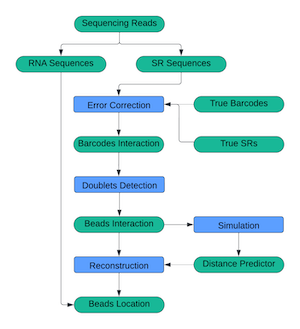 Sequencing Reads
RNA Sequences
SR Sequences
Error Correction
True Barcodes
Barcodes Interaction
True SRs
Doublets Detection
Beads Interaction
Simulation
Reconstruction
Distance Predictor
Beads Location